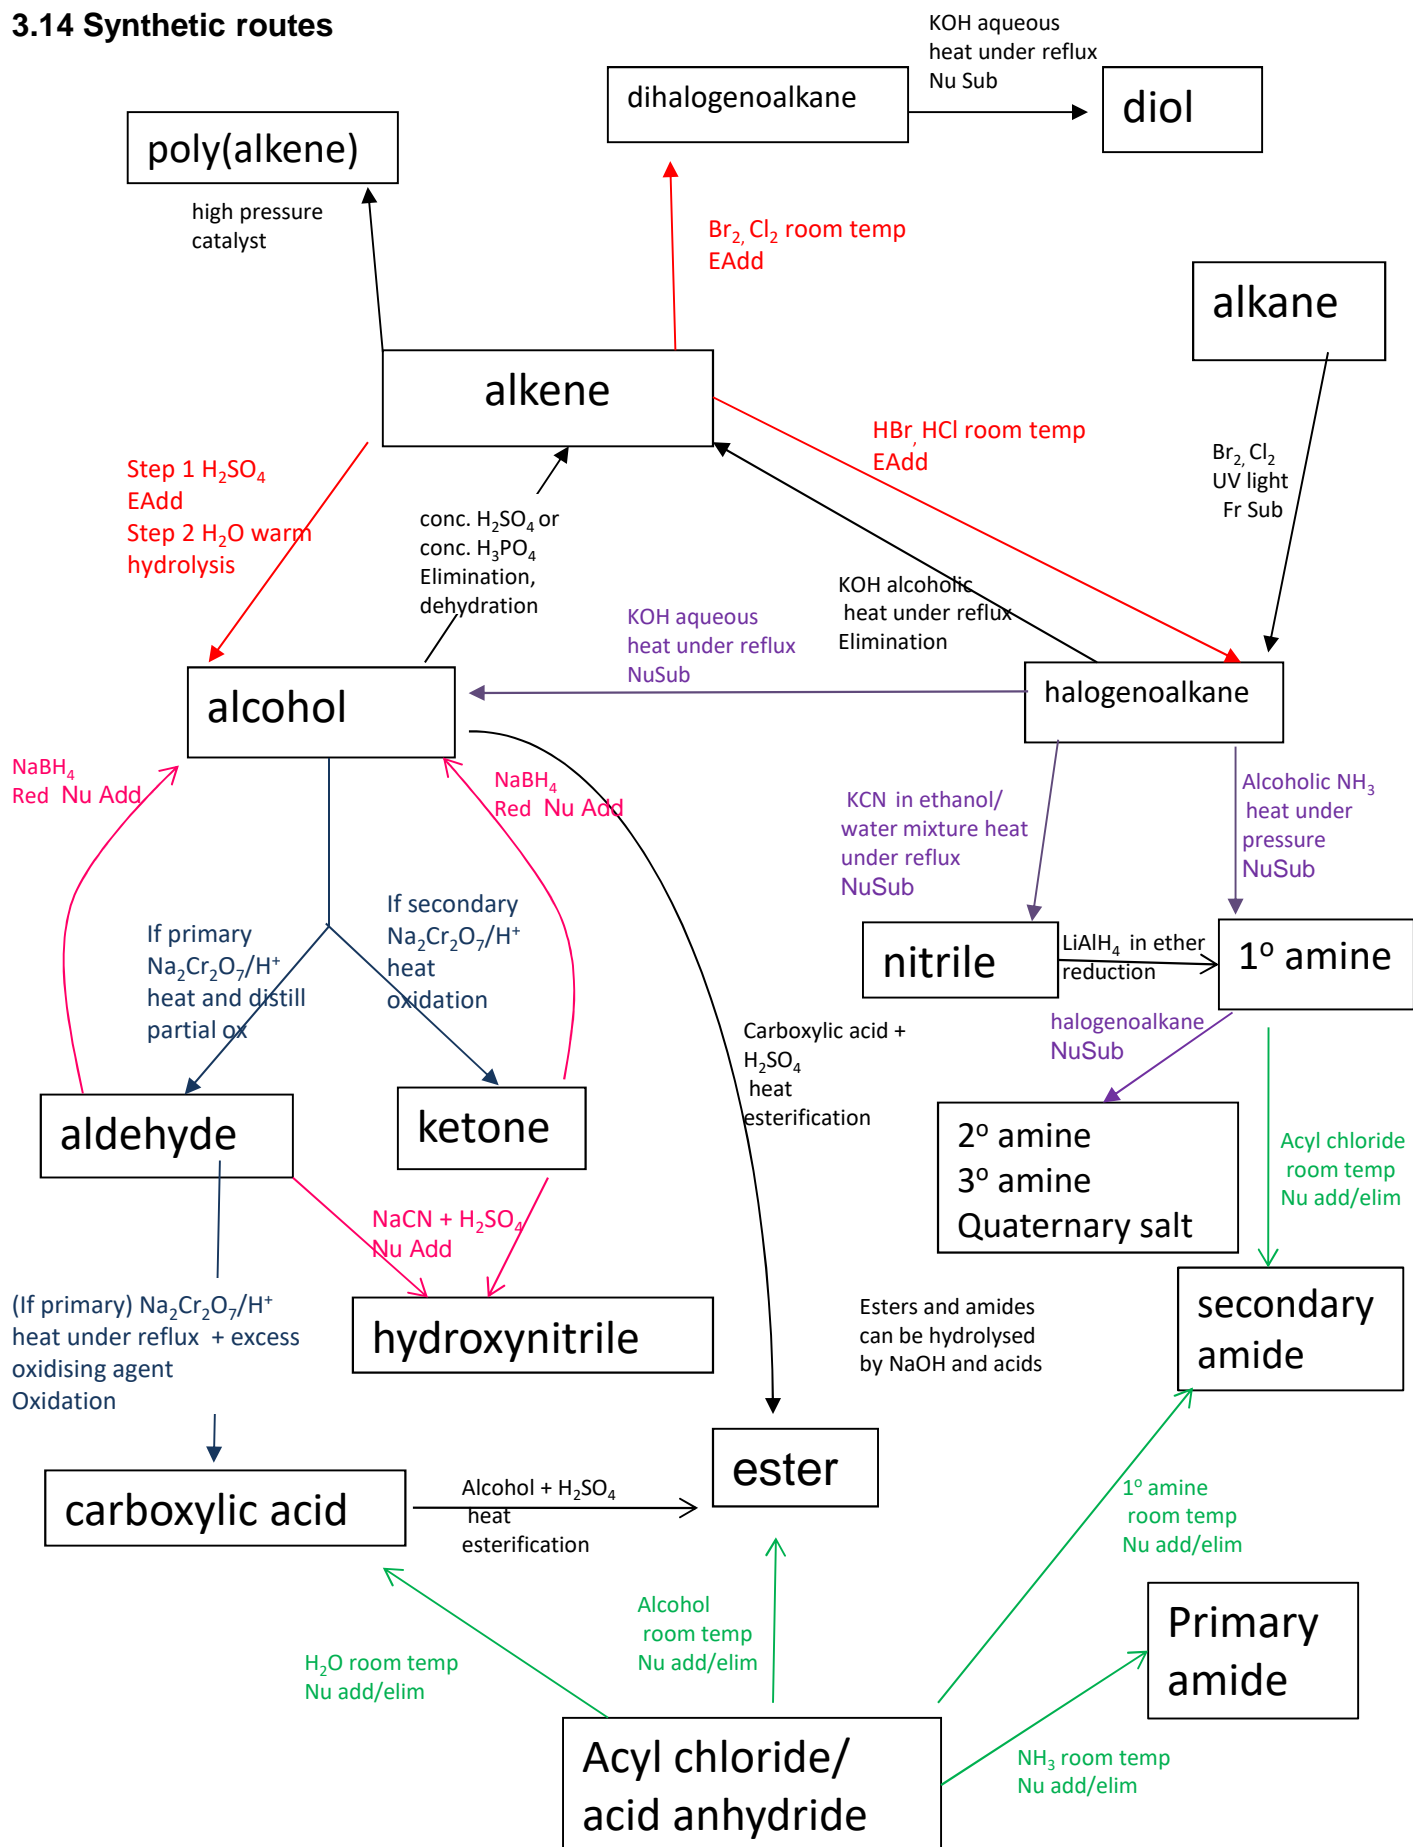 3.14 Synthetic routes
KOH aqueous
heat under reflux
Nu Sub
dihalogenoalkane
diol
poly(alkene)
high pressure
catalyst
Br₂, Cl₂ room temp
EAdd
alkane
alkene
HBr, HCl room temp
EAdd
Br₂, Cl₂
UV light
Fr Sub
Step 1 H₂SO₄
EAdd
Step 2 H₂O warm
hydrolysis
conc. H₂SO₄ or
conc. H₃PO₄
Elimination,
dehydration
KOH alcoholic
heat under reflux
Elimination
KOH aqueous
heat under reflux
NuSub
alcohol
halogenoalkane
NaBH₄
Red Nu Add
NaBH₄
Red Nu Add
KCN in ethanol/
water mixture heat
under reflux
NuSub
Alcoholic NH₃
heat under
pressure
NuSub
If primary
Na₂Cr₂O₇/H⁺
heat and distill
partial ox
If secondary
Na₂Cr₂O₇/H⁺
heat
oxidation
nitrile
LiAlH₄ in ether
reduction
1º amine
halogenoalkane
NuSub
Carboxylic acid +
H₂SO₄
heat
esterification
aldehyde
ketone
2º amine
3º amine
Quaternary salt
Acyl chloride
room temp
Nu add/elim
NaCN + H₂SO₄
Nu Add
(If primary) Na₂Cr₂O₇/H⁺
heat under reflux + excess
oxidising agent
Oxidation
hydroxynitrile
Esters and amides
can be hydrolysed
by NaOH and acids
secondary
amide
carboxylic acid
Alcohol + H₂SO₄
heat
esterification
ester
1º amine
room temp
Nu add/elim
Alcohol
room temp
Nu add/elim
H₂O room temp
Nu add/elim
Primary
amide
Acyl chloride/
acid anhydride
NH₃ room temp
Nu add/elim